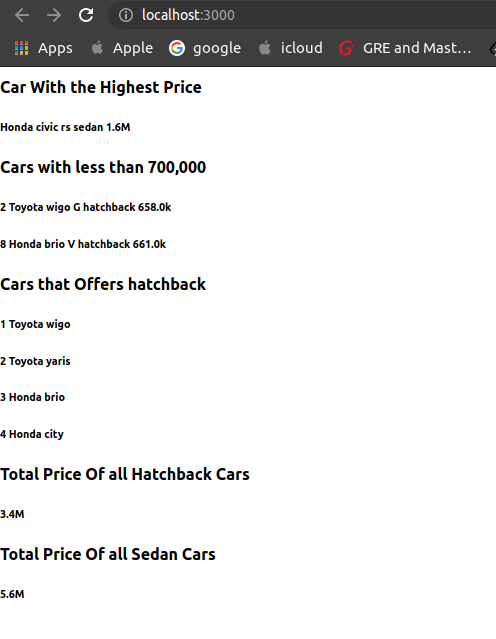 localhost:3000
Apps Apple google icloud GRE and Mast...
Car With the Highest Price
Honda civic rs sedan 1.6M
Cars with less than 700,000
2 Toyota wigo G hatchback 658.0k
8 Honda brio V hatchback 661.0k
Cars that Offers hatchback
1 Toyota wigo
2 Toyota yaris
3 Honda brio
4 Honda city
Total Price Of all Hatchback Cars
3.4M
Total Price Of all Sedan Cars
5.6M